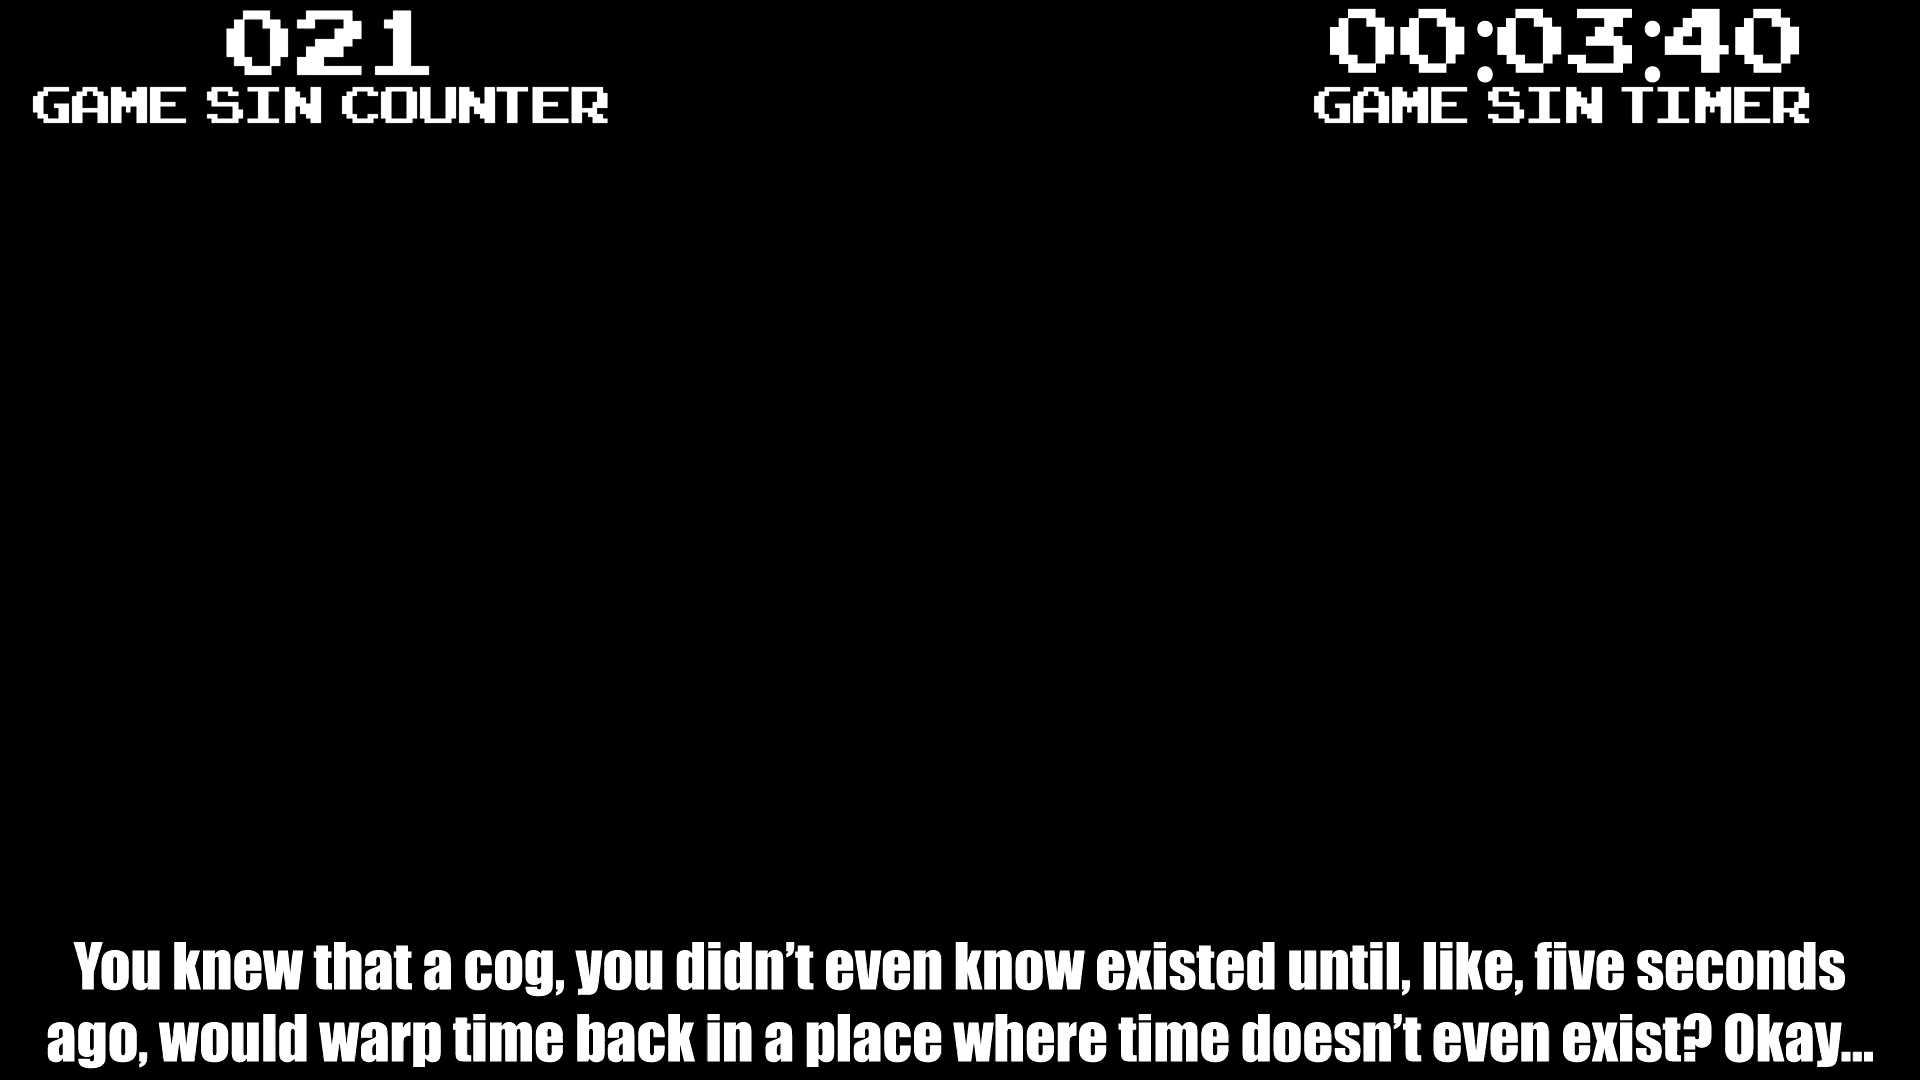 021
GAME SIN COUNTER
00:03:40
GAME SIN TIMER
You knew that a cog, you didn't even know existed until, like, five seconds
ago, would warp time back in a place where time doesn't even exist? Okay...